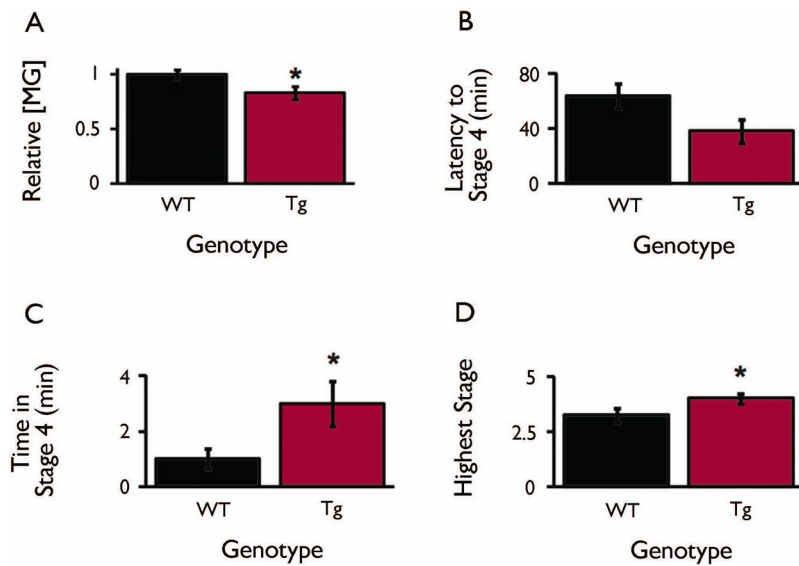 A
Relative [MG]
1
0.5
0
*
WT
Tg
Genotype
B
Latency to
Stage 4 (min)
80
40
0
WT
Tg
Genotype
C
Time in
Stage 4 (min)
4
2
0
*
WT
Tg
Genotype
D
Highest Stage
5
2.5
0
*
WT
Tg
Genotype